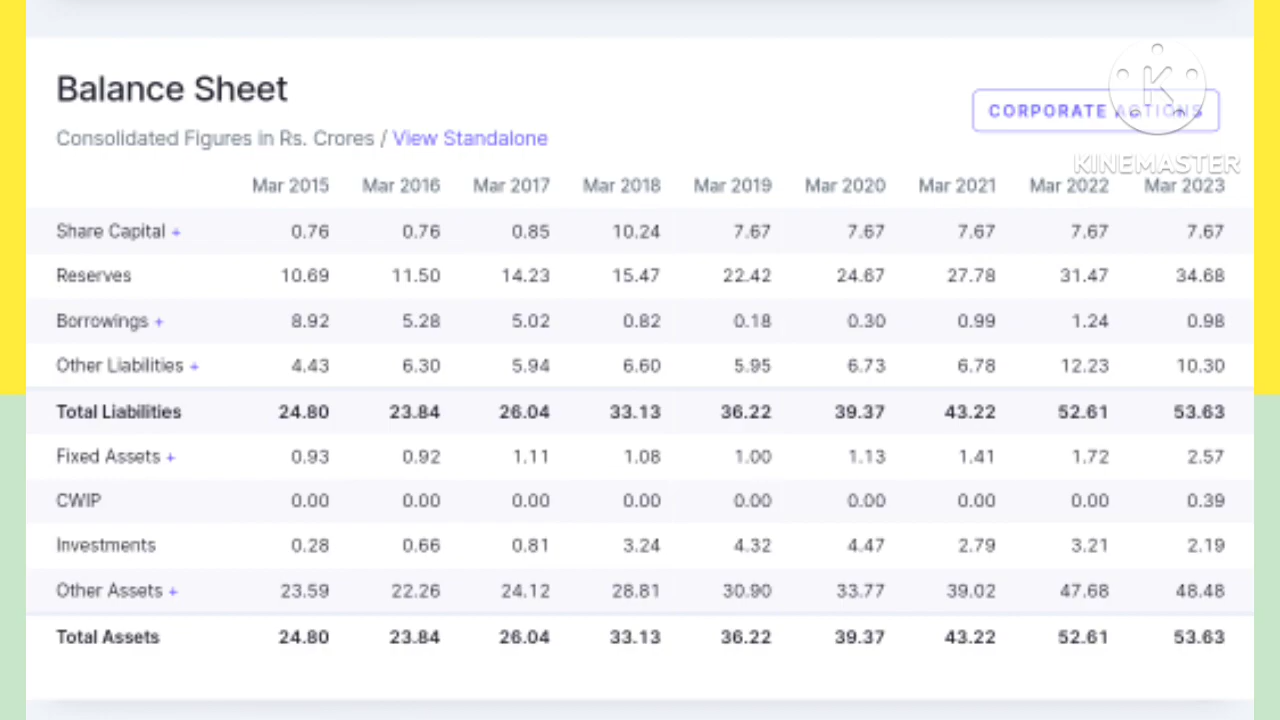 Balance Sheet
CORPORATE ACTIONS
Consolidated Figures in Rs. Crores / View Standalone
KINEMASTER
Mar 2015 Mar 2016 Mar 2017 Mar 2018 Mar 2019 Mar 2020 Mar 2021 Mar 2022 Mar 2023
Share Capital + 0.76 0.76 0.85 10.24 7.67 7.67 7.67 7.67 7.67
Reserves 10.69 11.50 14.23 15.47 22.42 24.67 27.78 31.47 34.68
Borrowings + 8.92 5.28 5.02 0.82 0.18 0.30 0.99 1.24 0.98
Other Liabilities + 4.43 6.30 5.94 6.60 5.95 6.73 6.78 12.23 10.30
Total Liabilities 24.80 23.84 26.04 33.13 36.22 39.37 43.22 52.61 53.63
Fixed Assets + 0.93 0.92 1.11 1.08 1.00 1.13 1.41 1.72 2.57
CWIP 0.00 0.00 0.00 0.00 0.00 0.00 0.00 0.00 0.39
Investments 0.28 0.66 0.81 3.24 4.32 4.47 2.79 3.21 2.19
Other Assets + 23.59 22.26 24.12 28.81 30.90 33.77 39.02 47.68 48.48
Total Assets 24.80 23.84 26.04 33.13 36.22 39.37 43.22 52.61 53.63